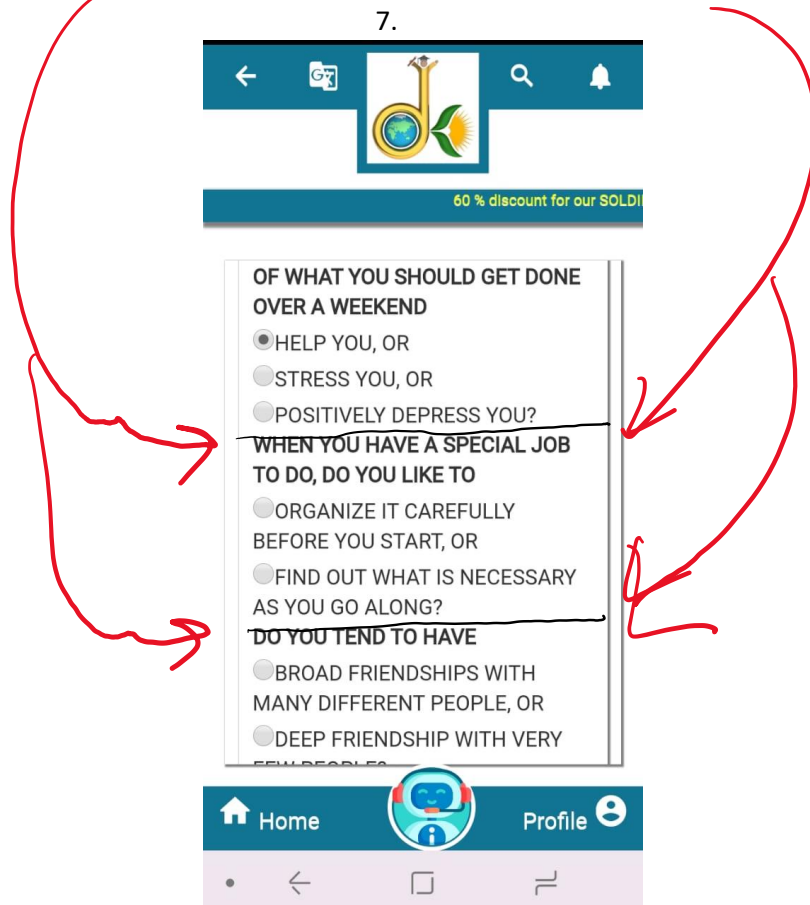 7.
60 % discount for our SOLDI
OF WHAT YOU SHOULD GET DONE
OVER A WEEKEND
HELP YOU, OR
STRESS YOU, OR
POSITIVELY DEPRESS YOU?
WHEN YOU HAVE A SPECIAL JOB
TO DO, DO YOU LIKE TO
ORGANIZE IT CAREFULLY
BEFORE YOU START, OR
FIND OUT WHAT IS NECESSARY
AS YOU GO ALONG?
DO YOU TEND TO HAVE
BROAD FRIENDSHIPS WITH
MANY DIFFERENT PEOPLE, OR
DEEP FRIENDSHIP WITH VERY
FEW PEOPLE?
Home
Profile